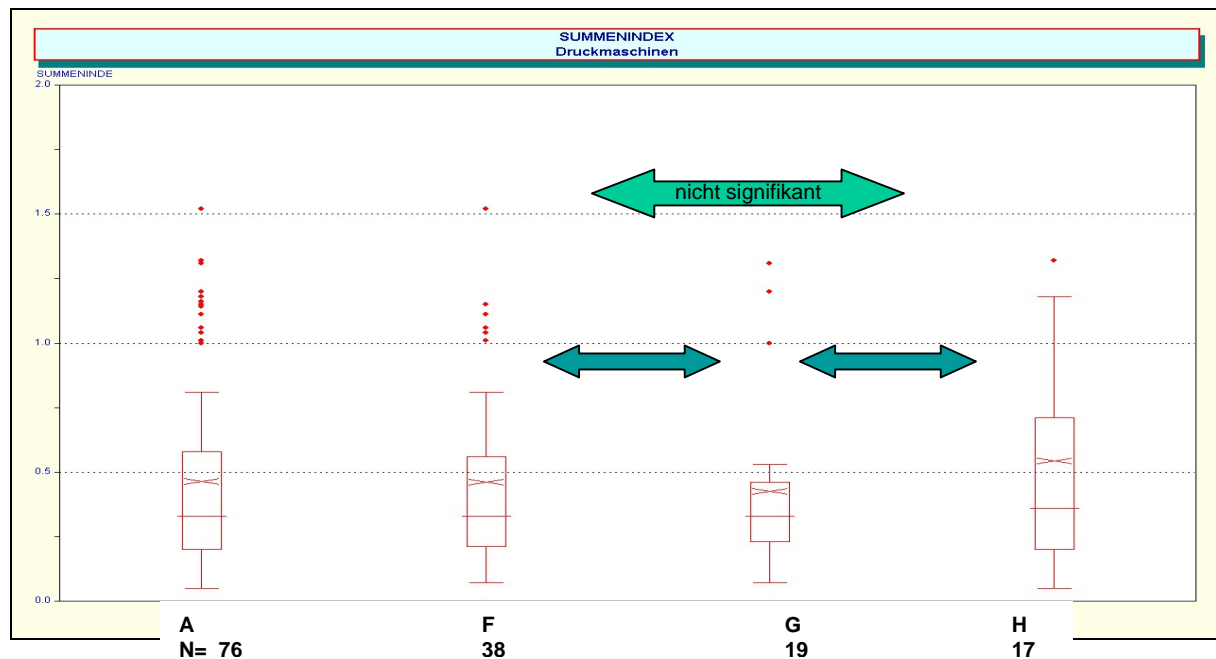 SUMMENINDEX
Druckmaschinen
SUMMENINDE
2.0
nicht signifikant
1.5
1.0
0.5
0.0
A F G H
N= 76 38 19 17